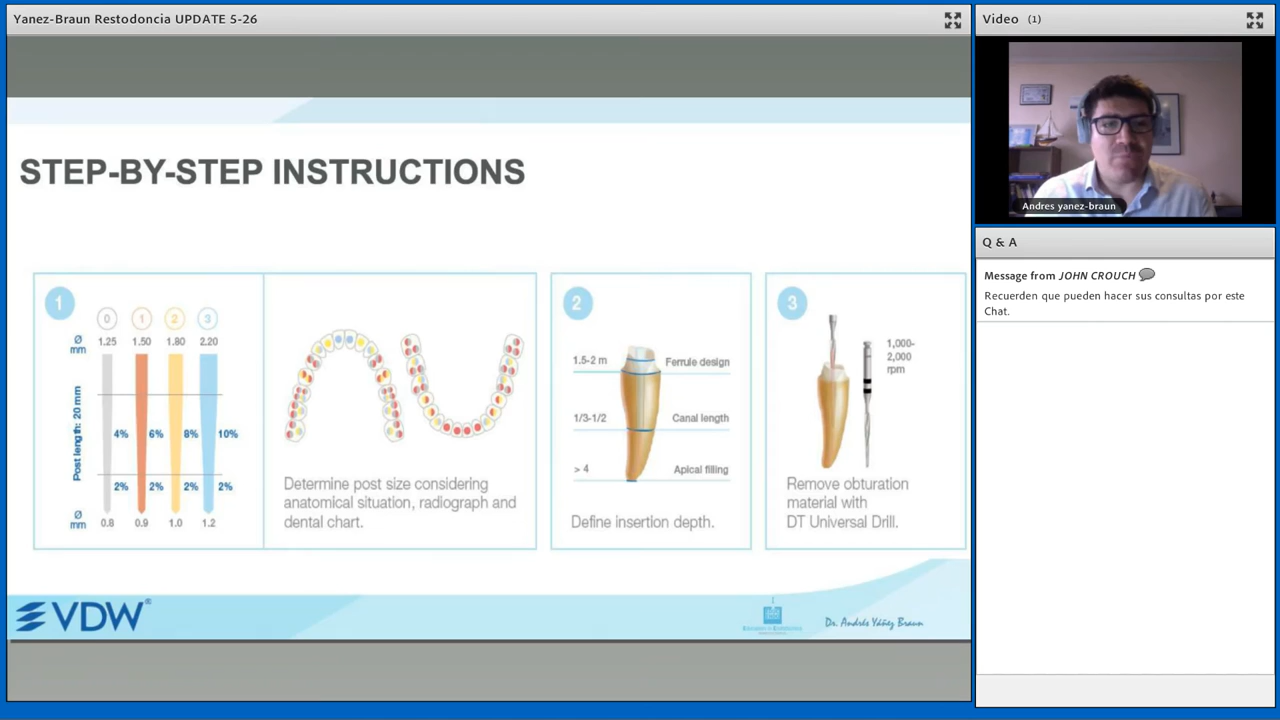 Yanez-Braun Restodoncia UPDATE 5-26
STEP-BY-STEP INSTRUCTIONS
1
0 1 2 3
Ø mm 1.25 1.50 1.80 2.20
Post length: 20 mm
4% 6% 8% 10%
2% 2% 2% 2%
Ø mm 0.8 0.9 1.0 1.2
Determine post size considering
anatomical situation, radiograph and
dental chart.
2
1.5-2 m Ferrule design
1/3-1/2 Canal length
> 4 Apical filling
Define insertion depth.
3
1,000-
2,000
rpm
Remove obturation
material with
DT Universal Drill.
VDW®
Dr. Andrés Yáñez Braun
Video (1)
Andres yanez-braun
Q & A
Message from JOHN CROUCH
Recuerden que pueden hacer sus consultas por este
Chat.